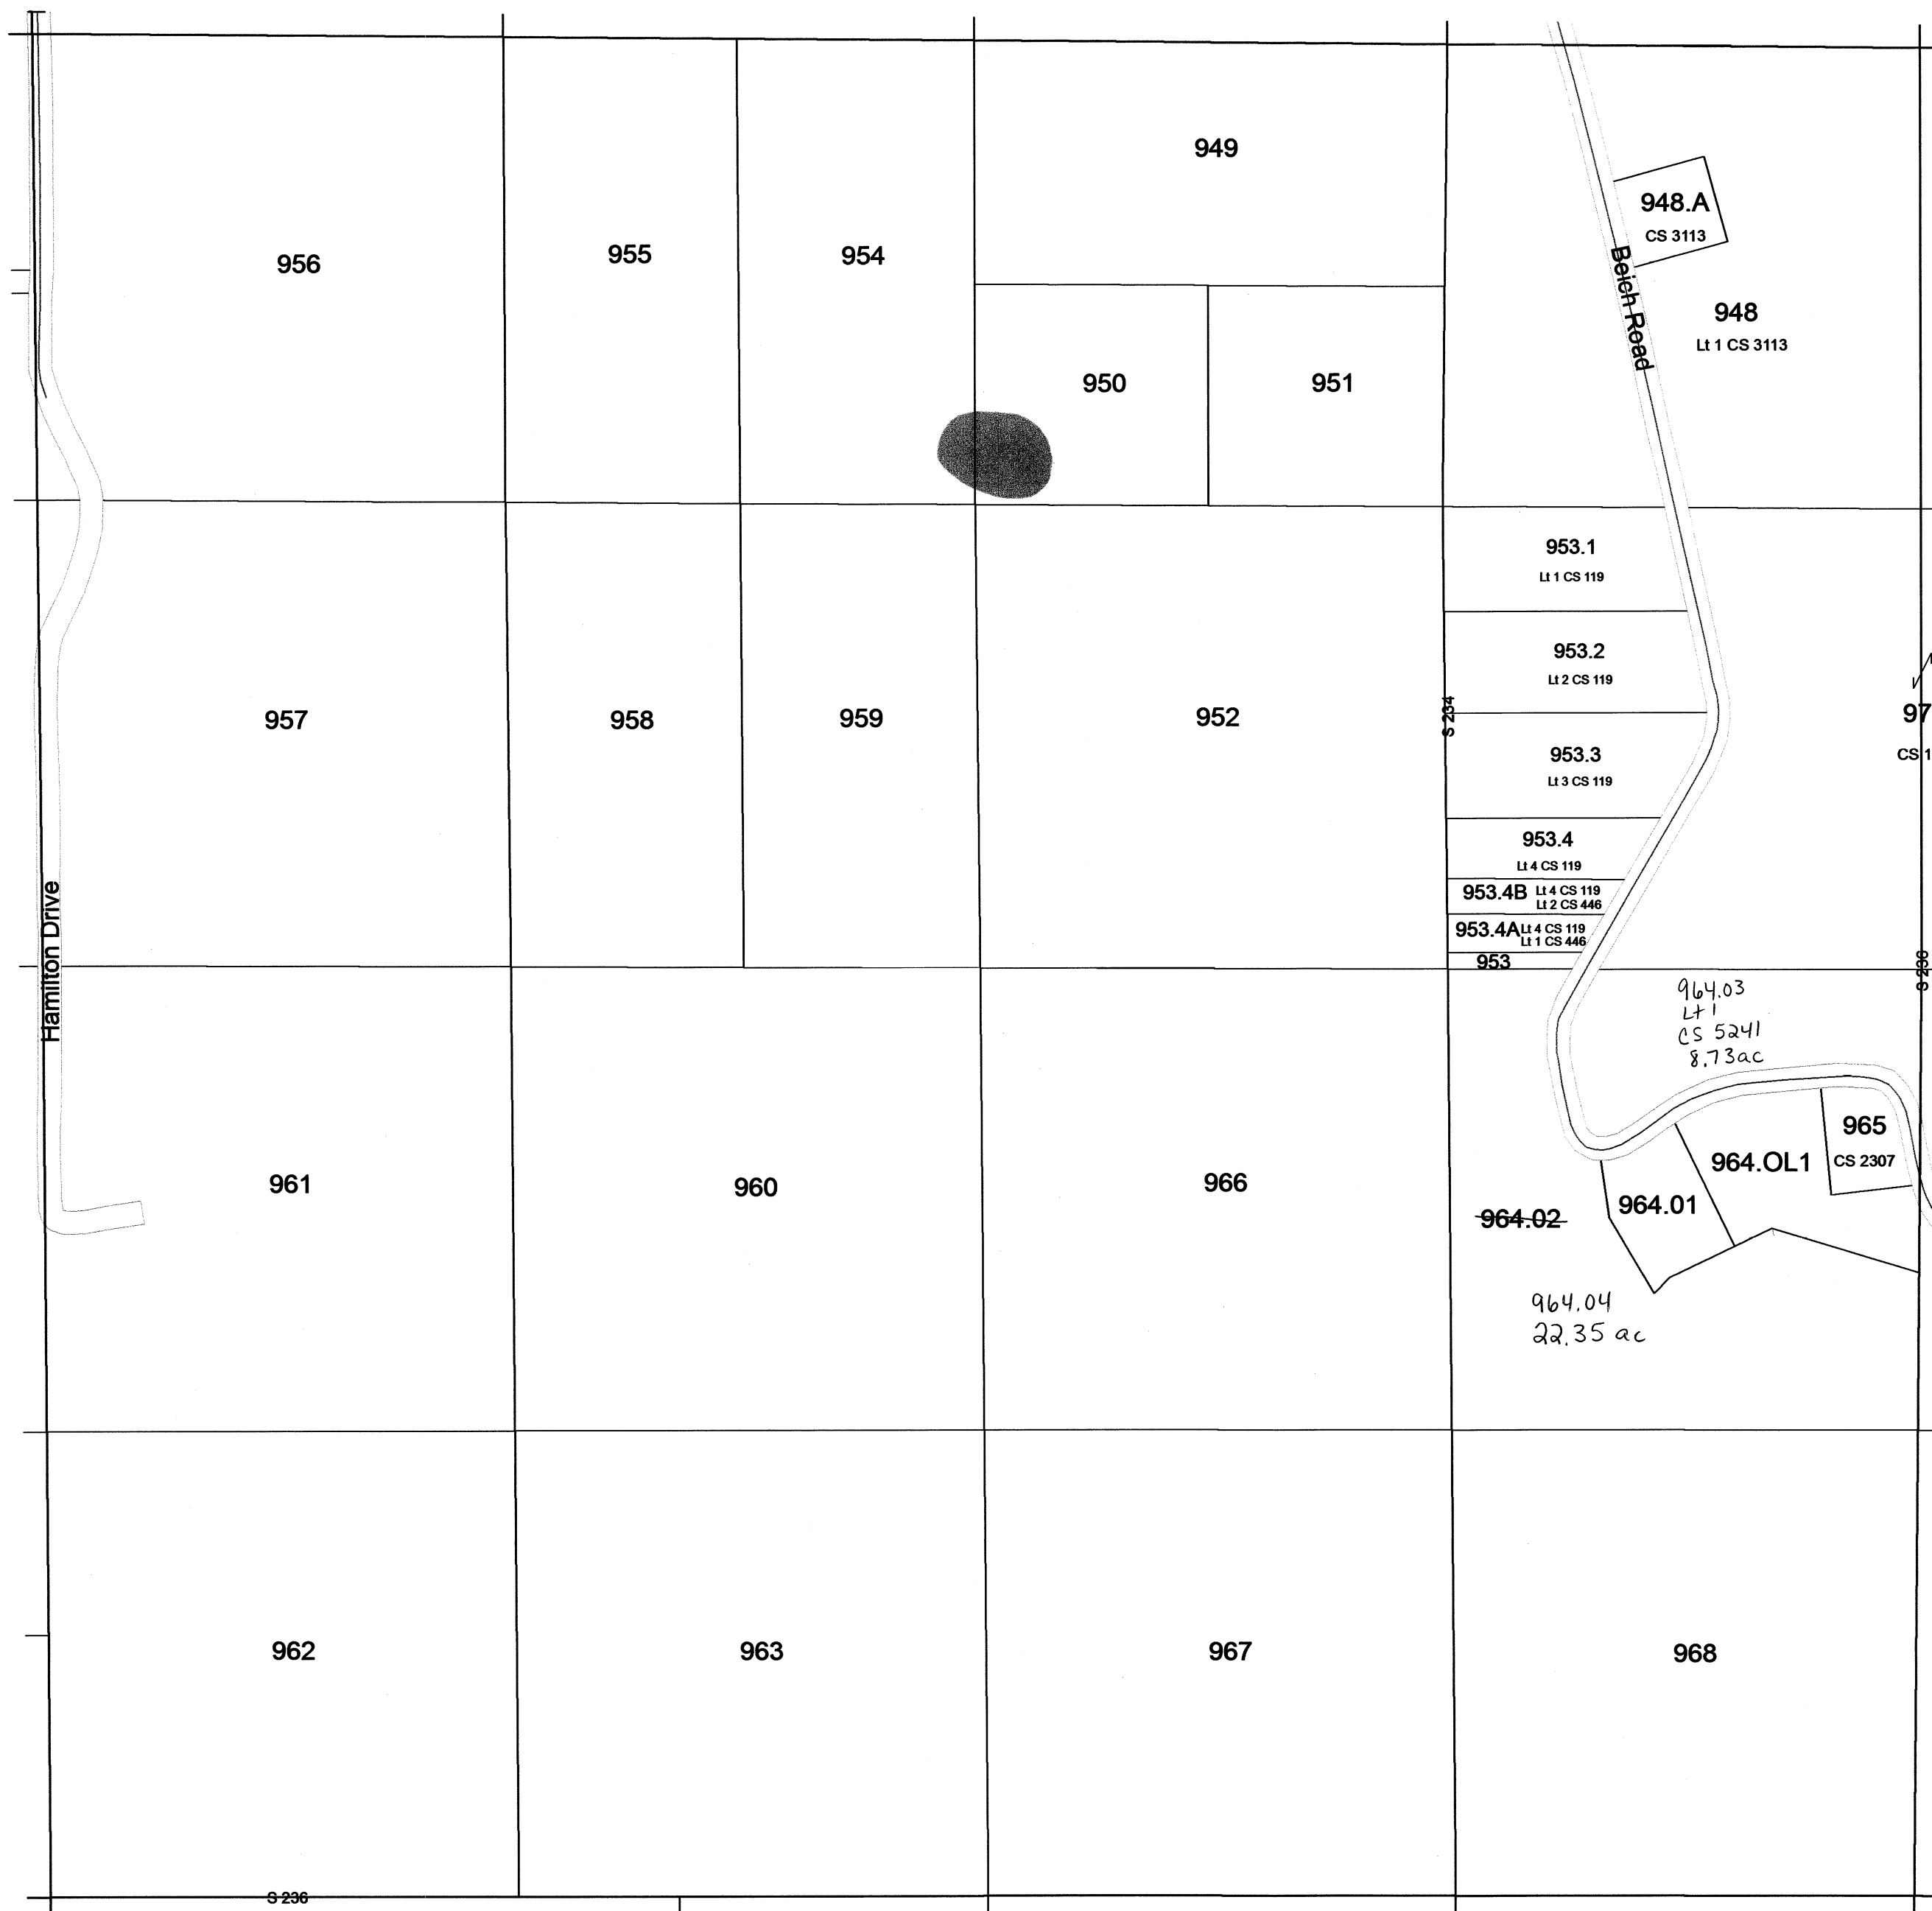 949
948.A
CS 3113
956
955
954
Beich Road
948
Lt 1 CS 3113
950
951
953.1
Lt 1 CS 119
953.2
Lt 2 CS 119
957
958
959
952
S 234
97
CS 1
953.3
Lt 3 CS 119
953.4
Lt 4 CS 119
953.4B Lt 4 CS 119
Lt 2 CS 446
953.4A Lt 4 CS 119
Lt 1 CS 446
953
Hamilton Drive
S 236
964.03
Lt 1
CS 5241
8.73ac
965
CS 2307
964.OL1
961
960
966
964.02
964.01
964.04
22.35 ac
962
963
967
968
S 236